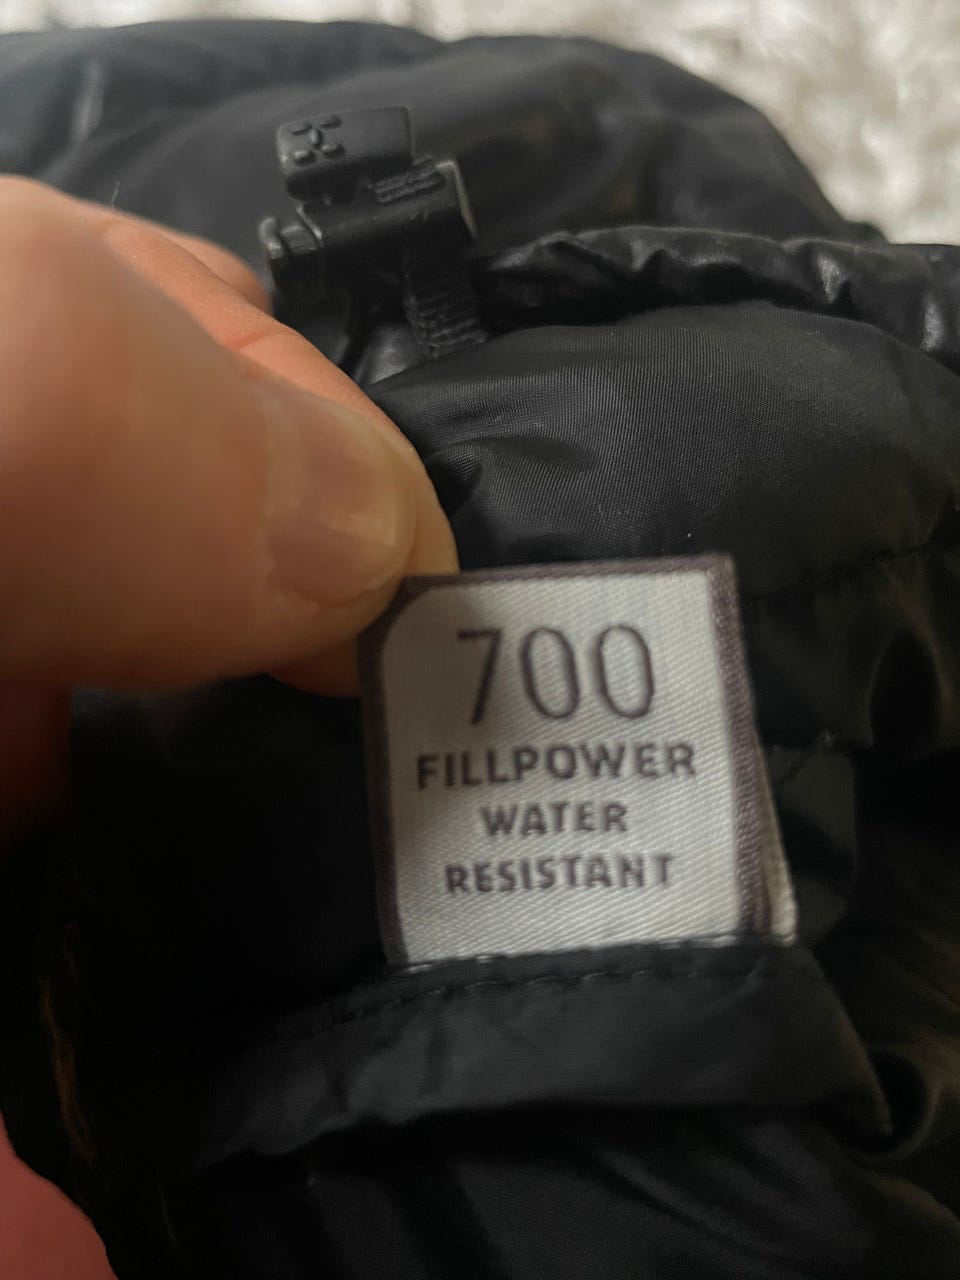 700
FILLPOWER
WATER
RESISTANT